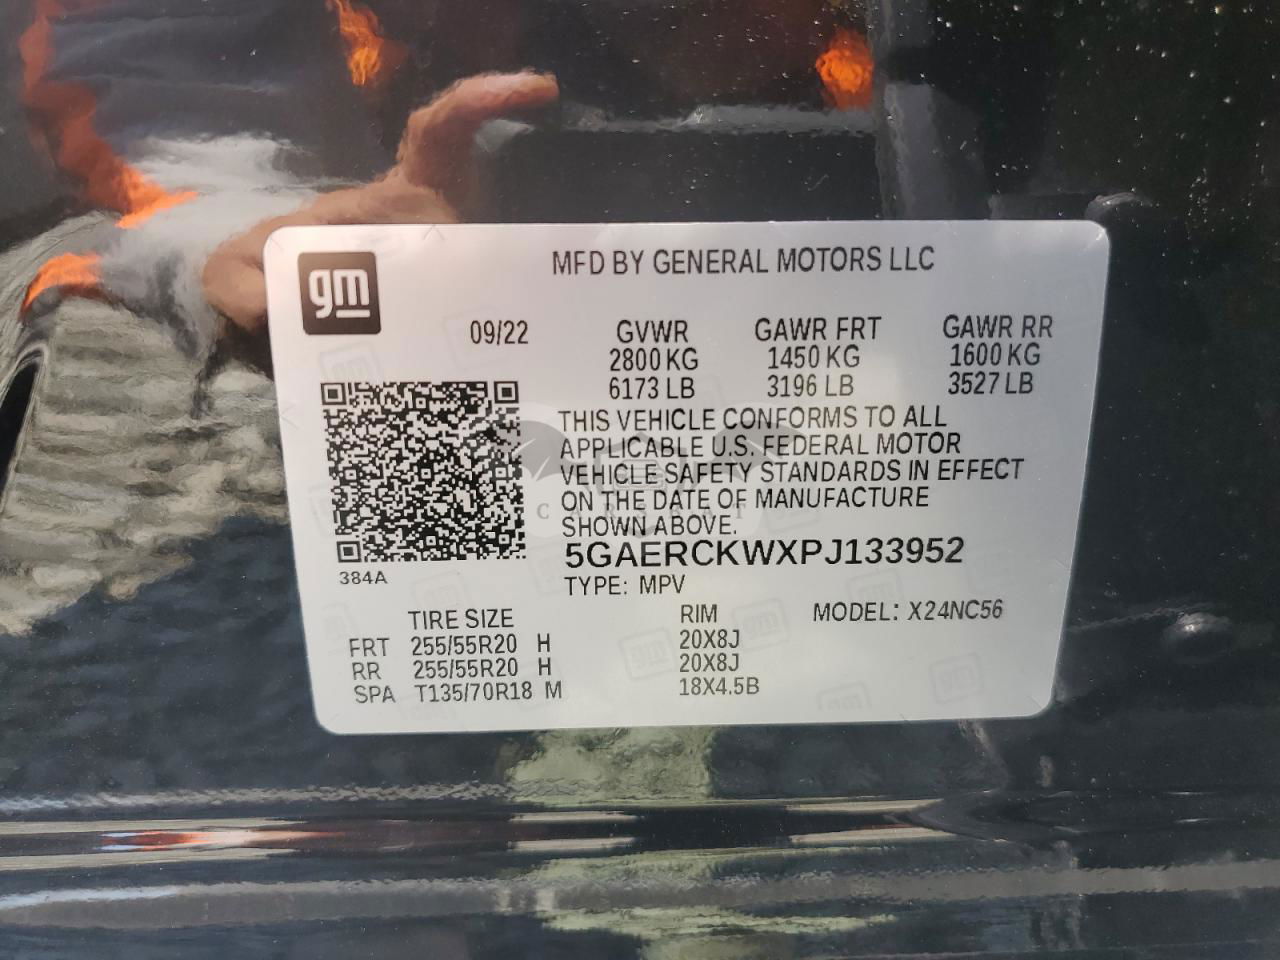 gm
MFD BY GENERAL MOTORS LLC
09/22
GVWR GAWR FRT GAWR RR
2800 KG 1450 KG 1600 KG
6173 LB 3196 LB 3527 LB
THIS VEHICLE CONFORMS TO ALL
APPLICABLE U.S. FEDERAL MOTOR
VEHICLE SAFETY STANDARDS IN EFFECT
ON THE DATE OF MANUFACTURE
SHOWN ABOVE.
5GAERCKWXPJ133952
384A
TYPE: MPV
TIRE SIZE RIM MODEL: X24NC56
FRT 255/55R20 H 20X8J
RR 255/55R20 H 20X8J
SPA T135/70R18 M 18X4.5B